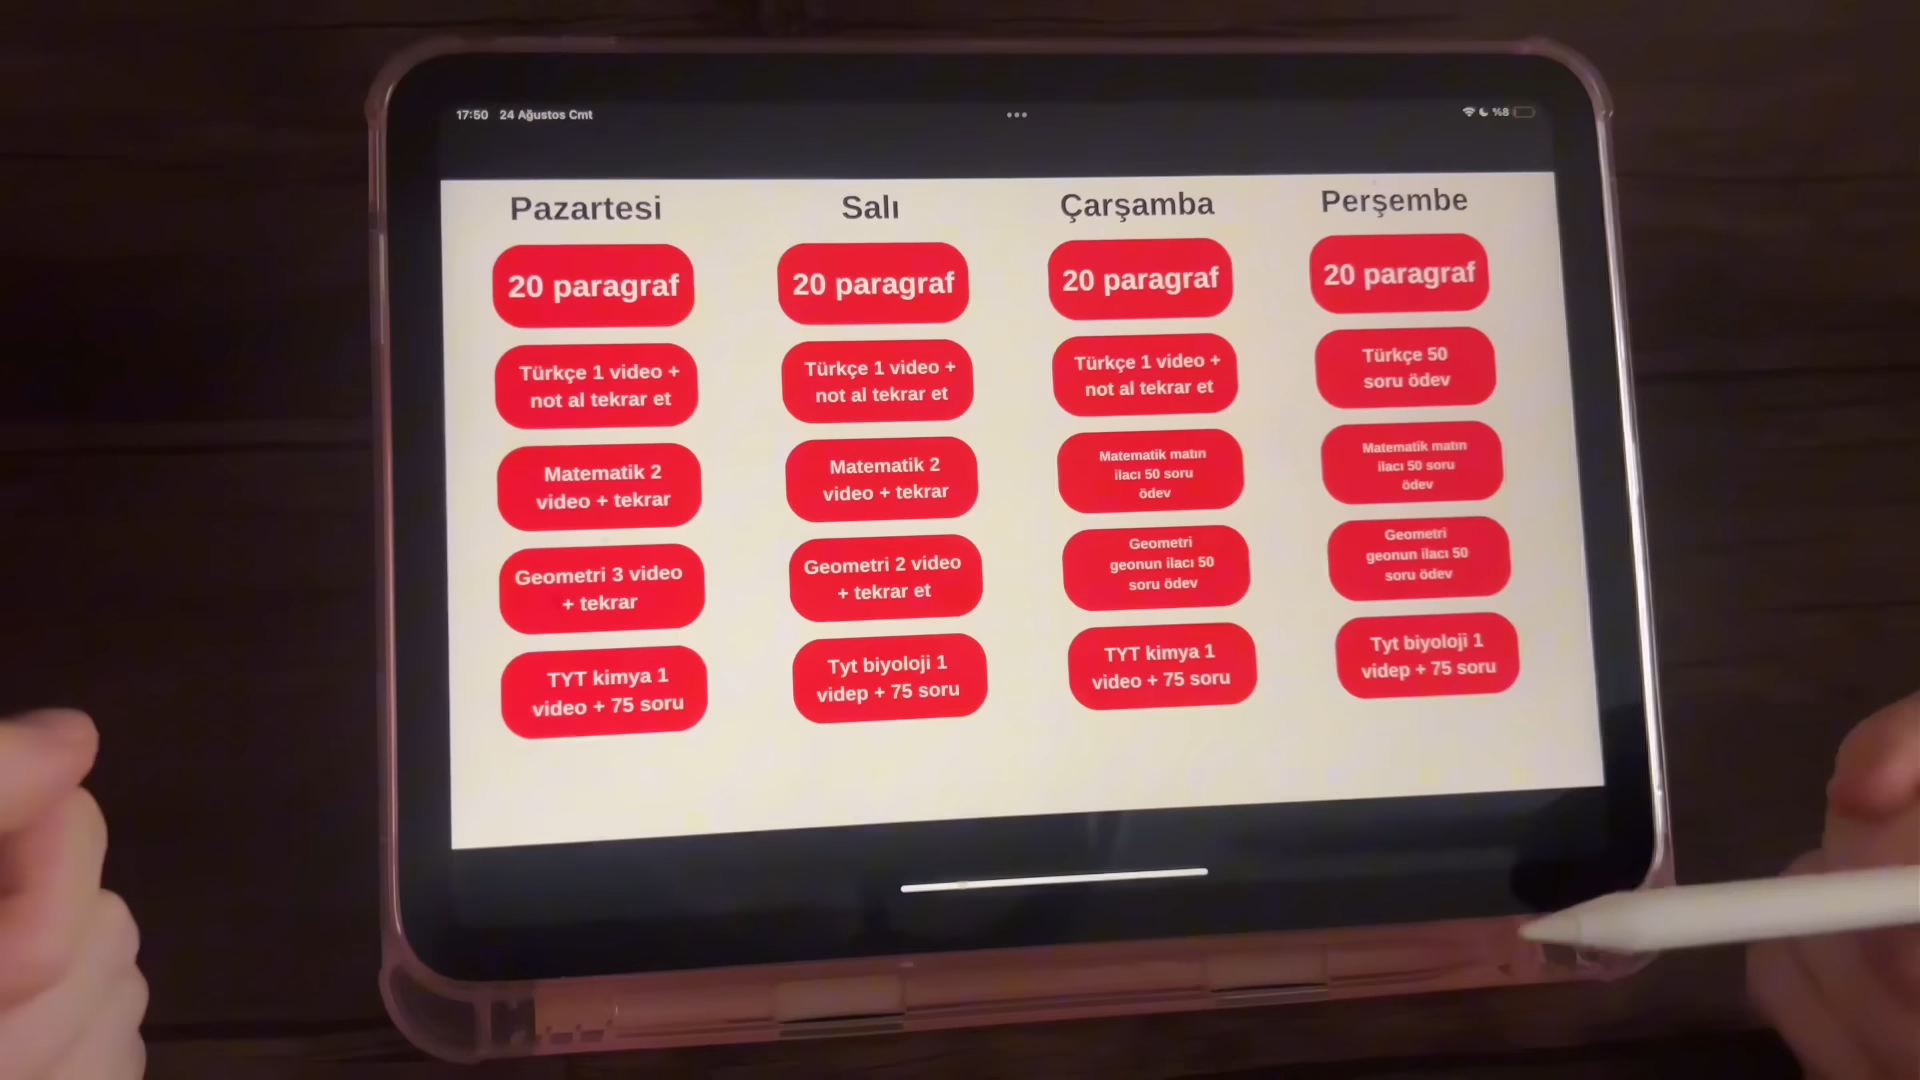 17:50 24 Ağustos Cmt
%8
Pazartesi
20 paragraf
Türkçe 1 video +
not al tekrar et
Matematik 2
video + tekrar
Geometri 3 video
+ tekrar
TYT kimya 1
video + 75 soru
Salı
20 paragraf
Türkçe 1 video +
not al tekrar et
Matematik 2
video + tekrar
Geometri 2 video
+ tekrar et
Tyt biyoloji 1
videp + 75 soru
Çarşamba
20 paragraf
Türkçe 1 video +
not al tekrar et
Matematik matın
ilacı 50 soru
ödev
Geometri
geonun ilacı 50
soru ödev
TYT kimya 1
video + 75 soru
Perşembe
20 paragraf
Türkçe 50
soru ödev
Matematik matın
ilacı 50 soru
ödev
Geometri
geonun ilacı 50
soru ödev
Tyt biyoloji 1
videp + 75 soru